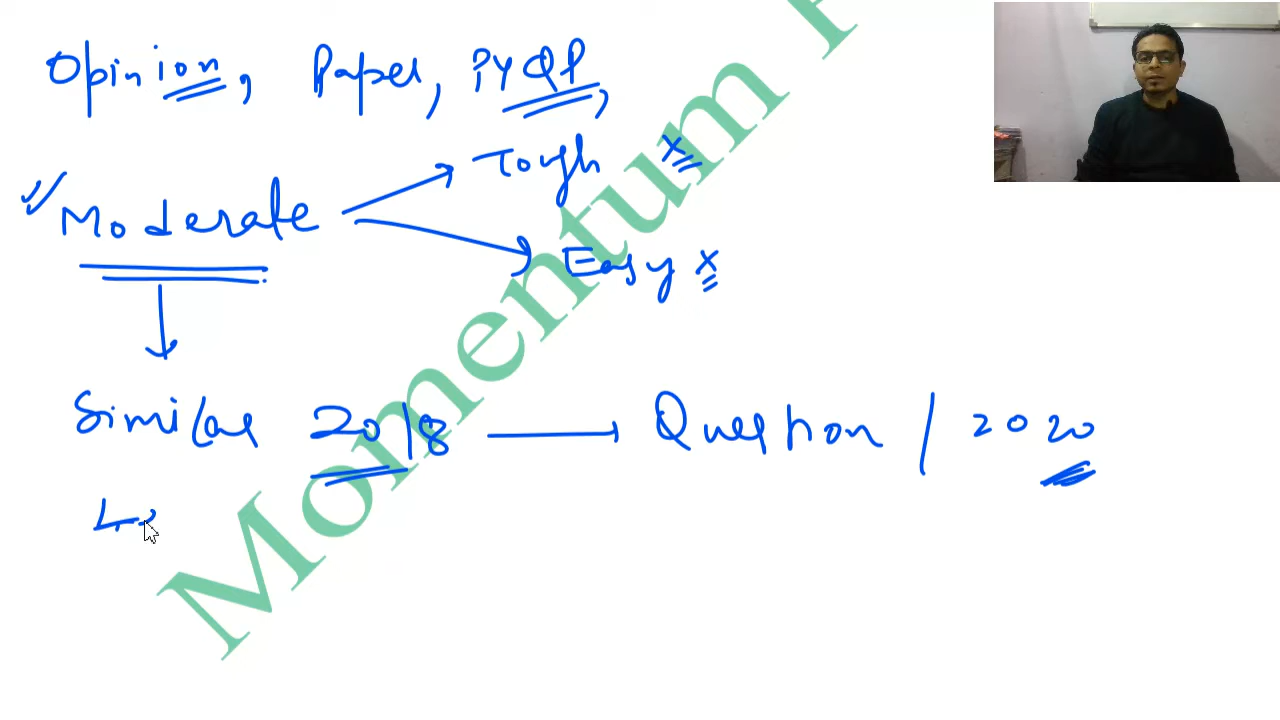 Opinion, Paper, PYQP,
Tough x
Moderate
Easy x
Similar 2018 → Question / 2020
Momentum